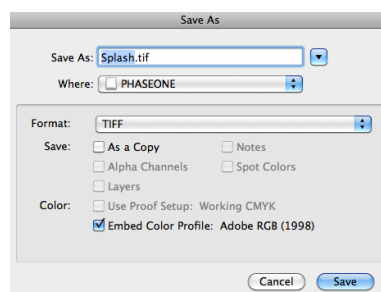 Save As
Save As: Splash.tif
Where: PHASEONE
Format: TIFF
Save: As a Copy Notes
Alpha Channels Spot Colors
Layers
Color: Use Proof Setup: Working CMYK
Embed Color Profile: Adobe RGB (1998)
Cancel Save